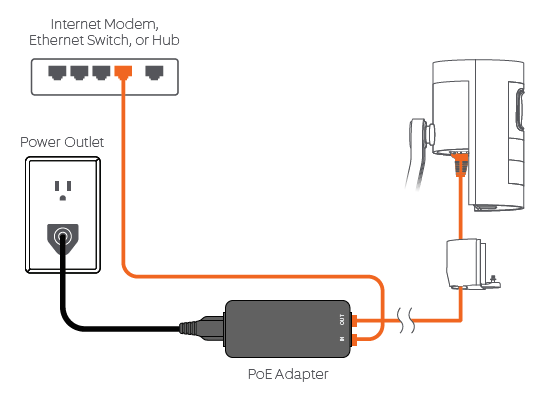 Internet Modem,
Ethernet Switch, or Hub
Power Outlet
OUT
IN
PoE Adapter